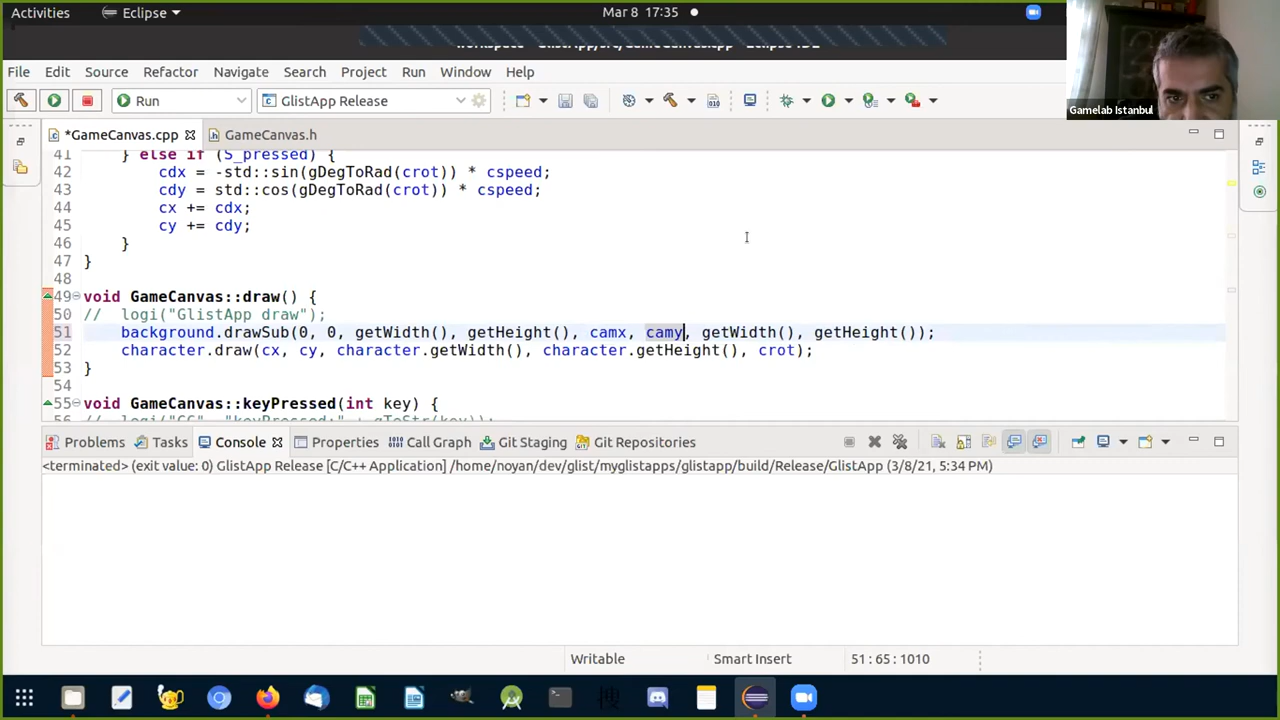 Activities
Eclipse
Mar 8 17:35
File Edit Source Refactor Navigate Search Project Run Window Help
Gamelab Istanbul
Run
GlistApp Release
*GameCanvas.cpp
GameCanvas.h
41 } else if (S_pressed) {
42 cdx = -std::sin(gDegToRad(crot)) * cspeed;
43 cdy = std::cos(gDegToRad(crot)) * cspeed;
44 cx += cdx;
45 cy += cdy;
46 }
47 }
48
49 void GameCanvas::draw() {
50 // logi("GlistApp draw");
51 background.drawSub(0, 0, getWidth(), getHeight(), camx, camy, getWidth(), getHeight());
52 character.draw(cx, cy, character.getWidth(), character.getHeight(), crot);
53 }
54
55 void GameCanvas::keyPressed(int key) {
56 // logi("GC", "keyPressed:" + gToStr(key));
Problems Tasks Console Properties Call Graph Git Staging Git Repositories
<terminated> (exit value: 0) GlistApp Release [C/C++ Application] /home/noyan/dev/glist/myglistapps/glistapp/build/Release/GlistApp (3/8/21, 5:34 PM)
Writable
Smart Insert
51 : 65 : 1010